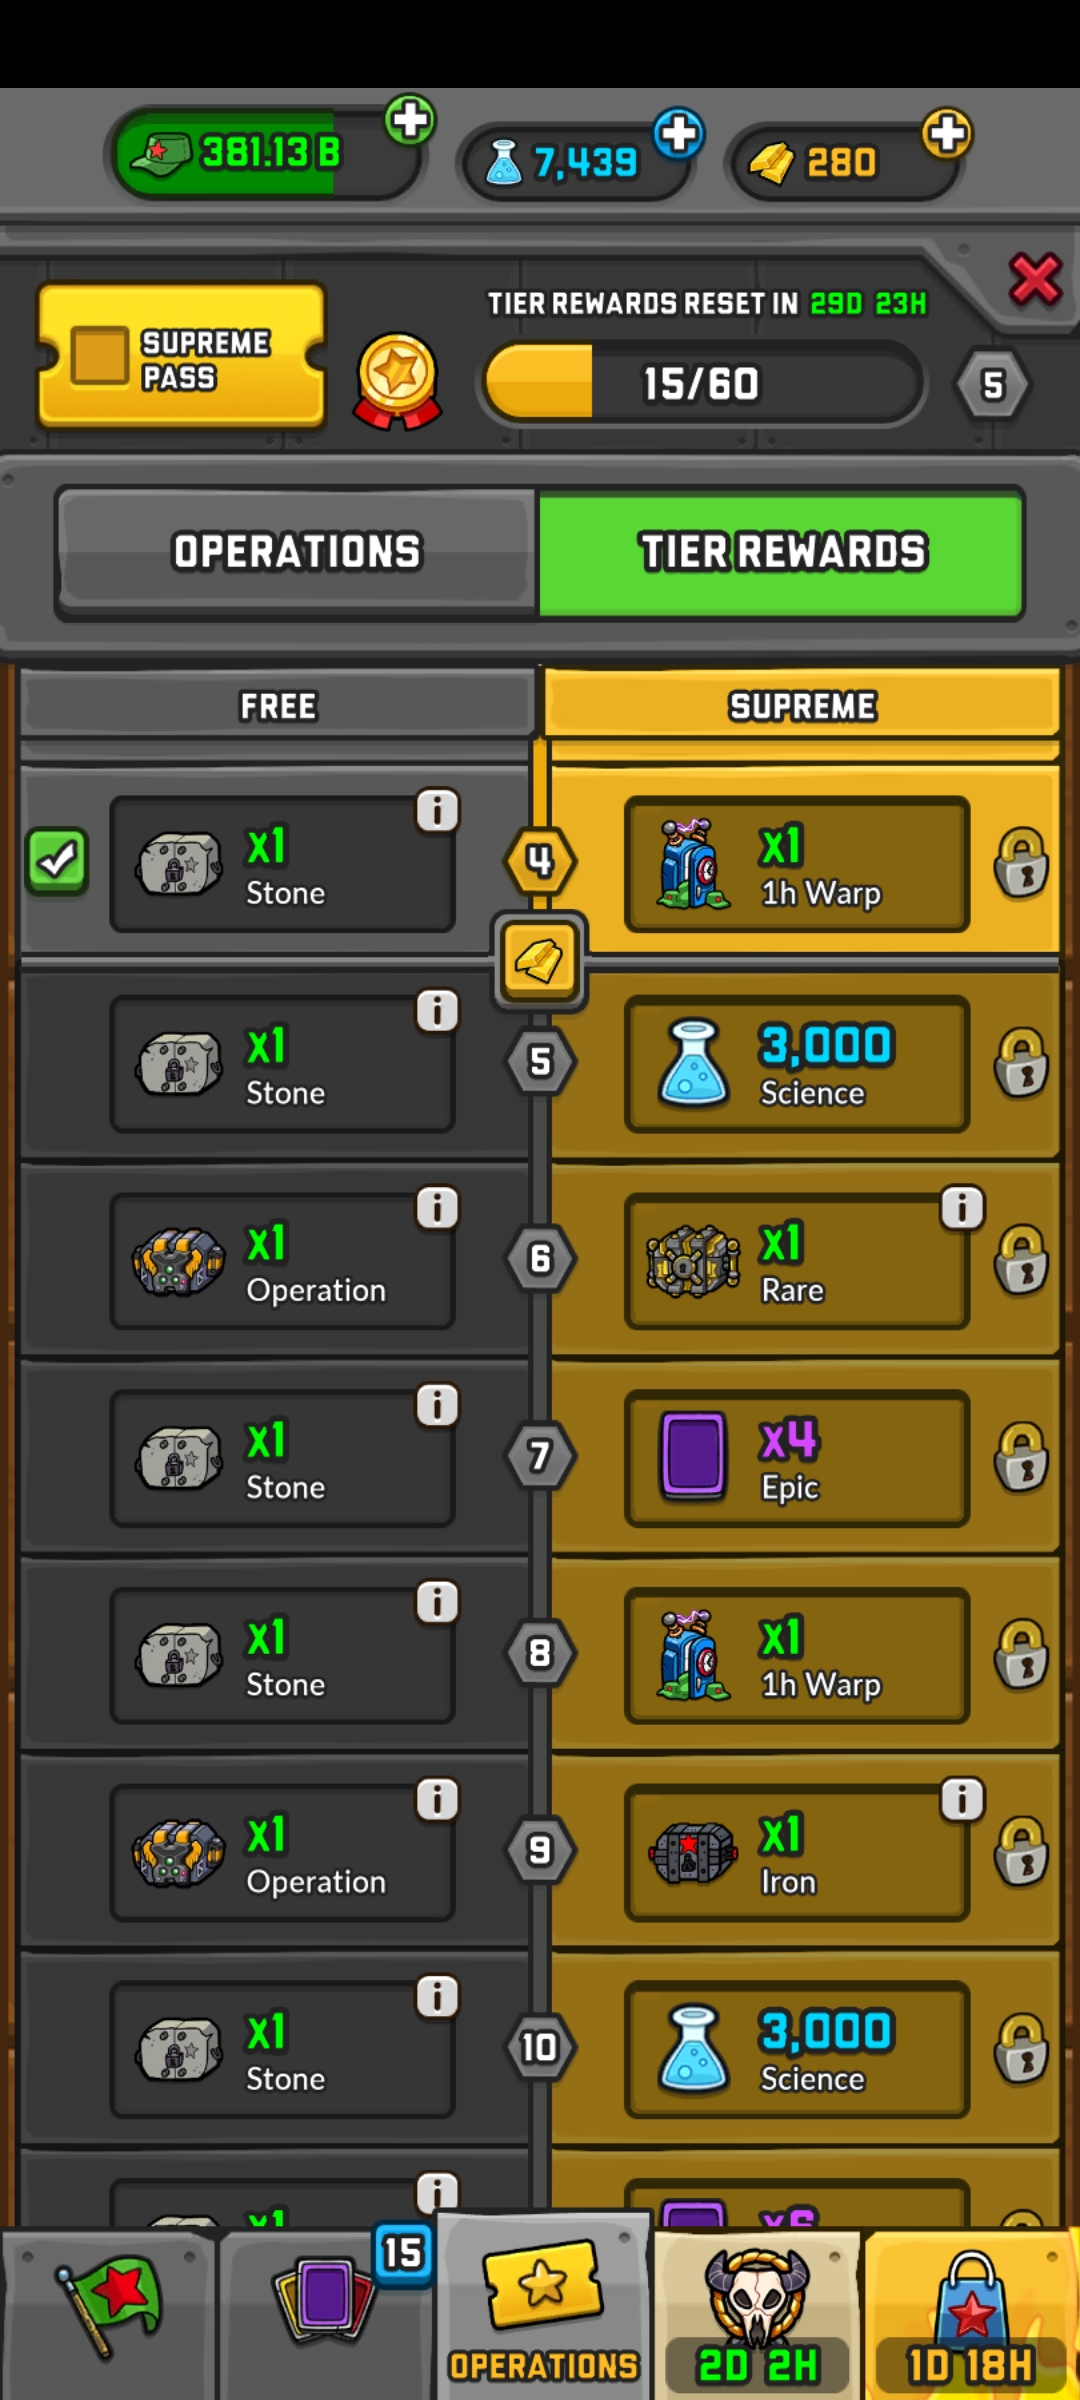 381.13 B
7,439
280
SUPREME
PASS
TIER REWARDS RESET IN 29D 23H
15/60
5
OPERATIONS
TIER REWARDS
FREE
SUPREME
x1
Stone
i
4
x1
1h Warp
x1
Stone
i
5
3,000
Science
x1
Operation
i
6
x1
Rare
i
x1
Stone
i
7
x4
Epic
x1
Stone
i
8
x1
1h Warp
x1
Operation
i
9
x1
Iron
i
x1
Stone
i
10
3,000
Science
x1
i
15
OPERATIONS
2D 2H
1D 18H